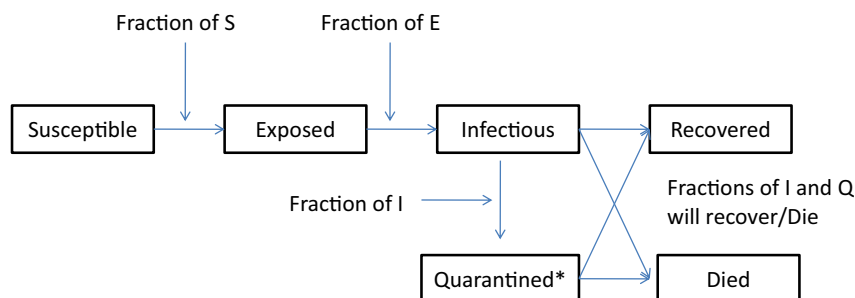 Fraction of S
Fraction of E
Susceptible
Exposed
Infectious
Recovered
Fraction of I
Fractions of I and Q
will recover/Die
Quarantined*
Died